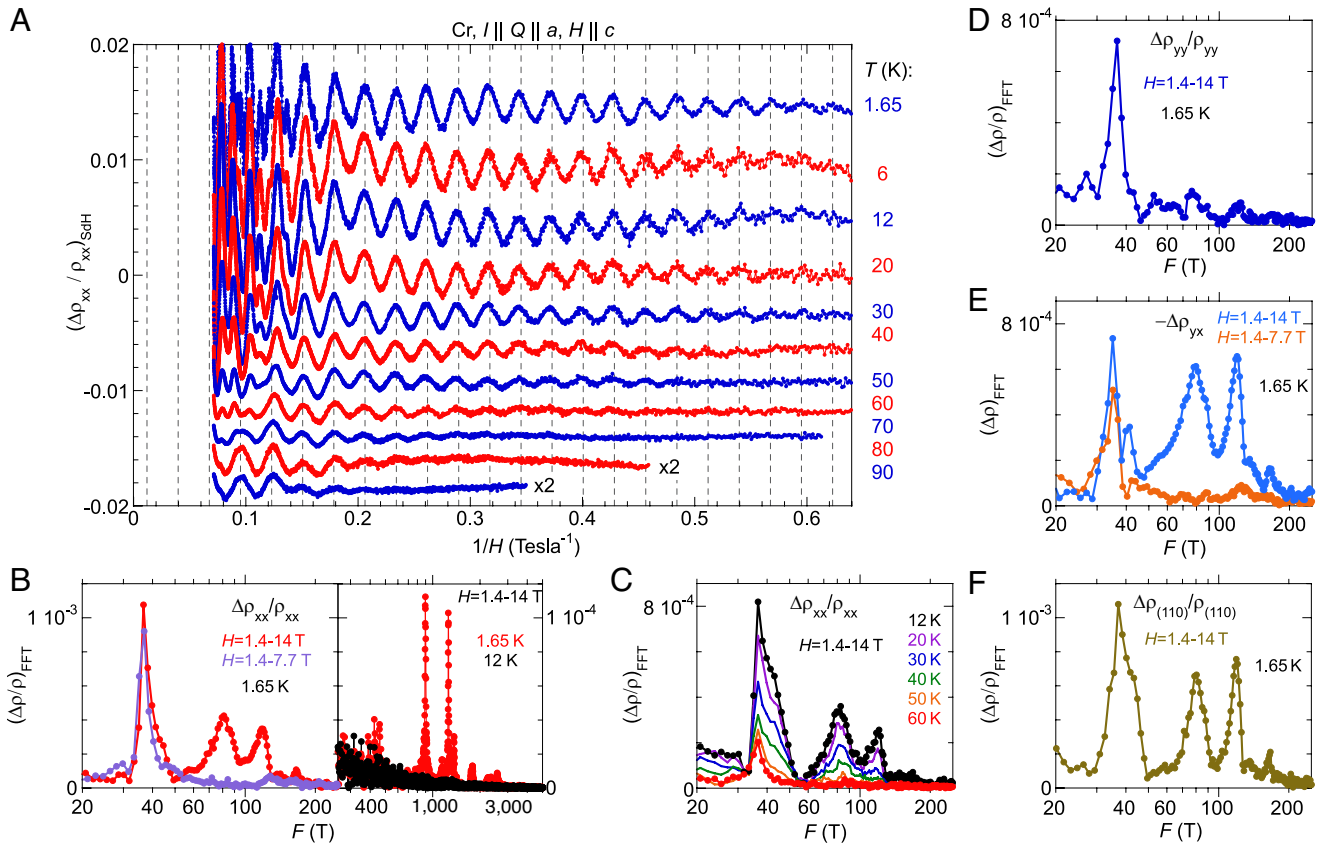 A
Cr, I || Q || a, H || c
0.02
0.01
0
-0.01
-0.02
(Δρxx / ρxx)SdH
0
0.1
0.2
0.3
0.4
0.5
0.6
1/H (Tesla⁻¹)
T (K):
1.65
6
12
20
30
40
50
60
70
80
90
x2
x2
B
1 10⁻³
0
(Δρ/ρ)FFT
Δρxx/ρxx
H=1.4-14 T
H=1.4-7.7 T
1.65 K
20
40
100
200
F (T)
H=1.4-14 T
1 10⁻⁴
1.65 K
12 K
0
400
1,000
3,000
F (T)
C
8 10⁻⁴
0
(Δρ/ρ)FFT
Δρxx/ρxx
H=1.4-14 T
12 K
20 K
30 K
40 K
50 K
60 K
20
40
60
100
200
F (T)
D
8 10⁻⁴
0
(Δρ/ρ)FFT
Δρyy/ρyy
H=1.4-14 T
1.65 K
20
40
60
100
200
F (T)
E
8 10⁻⁴
0
(Δρ)FFT
−Δρyx
H=1.4-14 T
H=1.4-7.7 T
1.65 K
20
40
60
100
200
F (T)
F
1 10⁻³
0
(Δρ/ρ)FFT
Δρ(110)/ρ(110)
H=1.4-14 T
1.65 K
20
40
60
100
200
F (T)